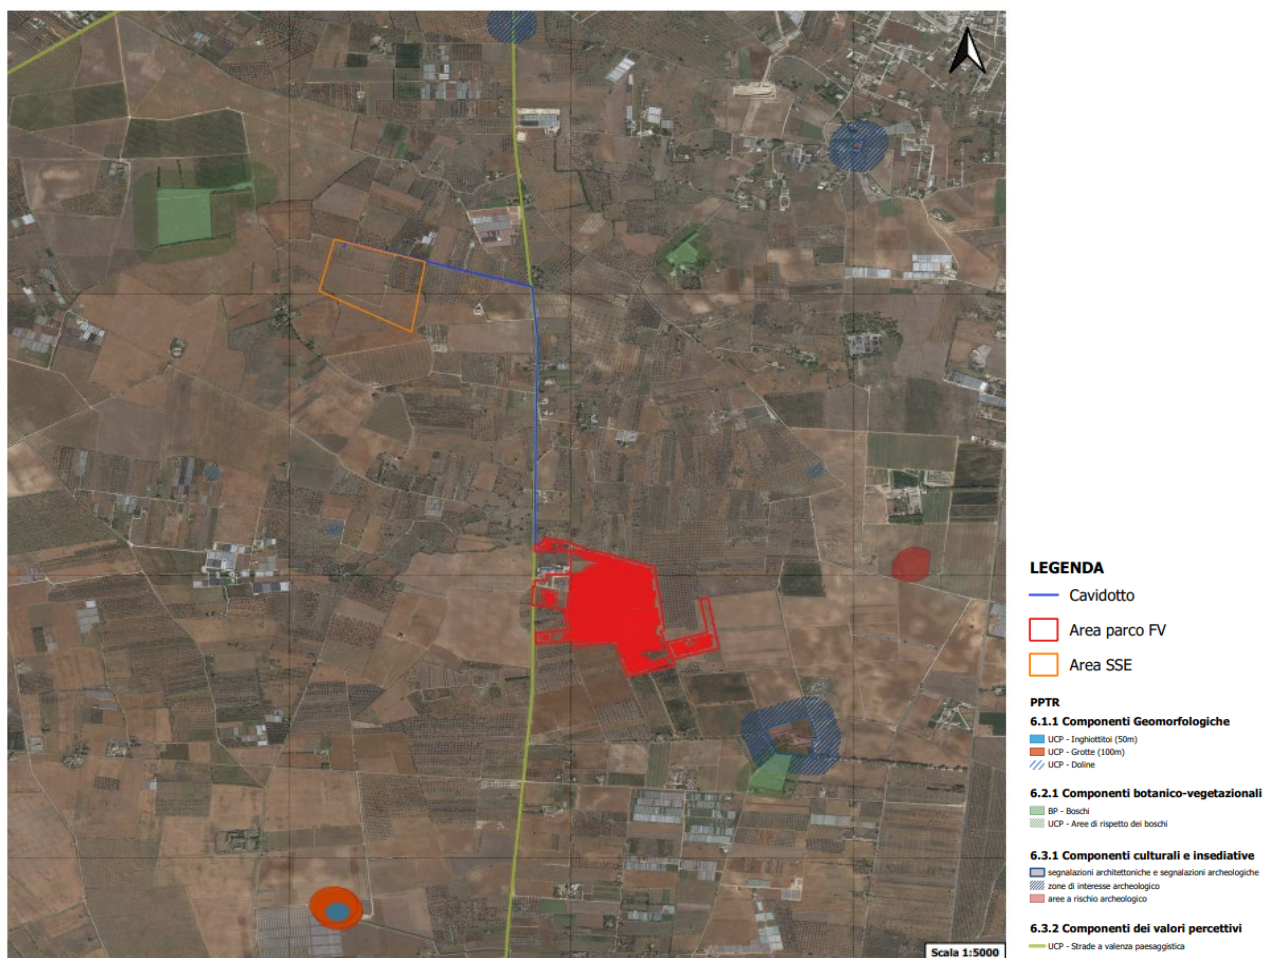 LEGENDA
Cavidotto
Area parco FV
Area SSE
PPTR
6.1.1 Componenti Geomorfologiche
UCP - Inghiottitoi (50m)
UCP - Grotte (100m)
UCP - Doline
6.2.1 Componenti botanico-vegetazionali
BP - Boschi
UCP - Aree di rispetto dei boschi
6.3.1 Componenti culturali e insediative
segnalazioni architettoniche e segnalazioni archeologiche
zone di interesse archeologico
aree a rischio archeologico
6.3.2 Componenti dei valori percettivi
UCP - Strade a valenza paesaggistica
Scala 1:5000